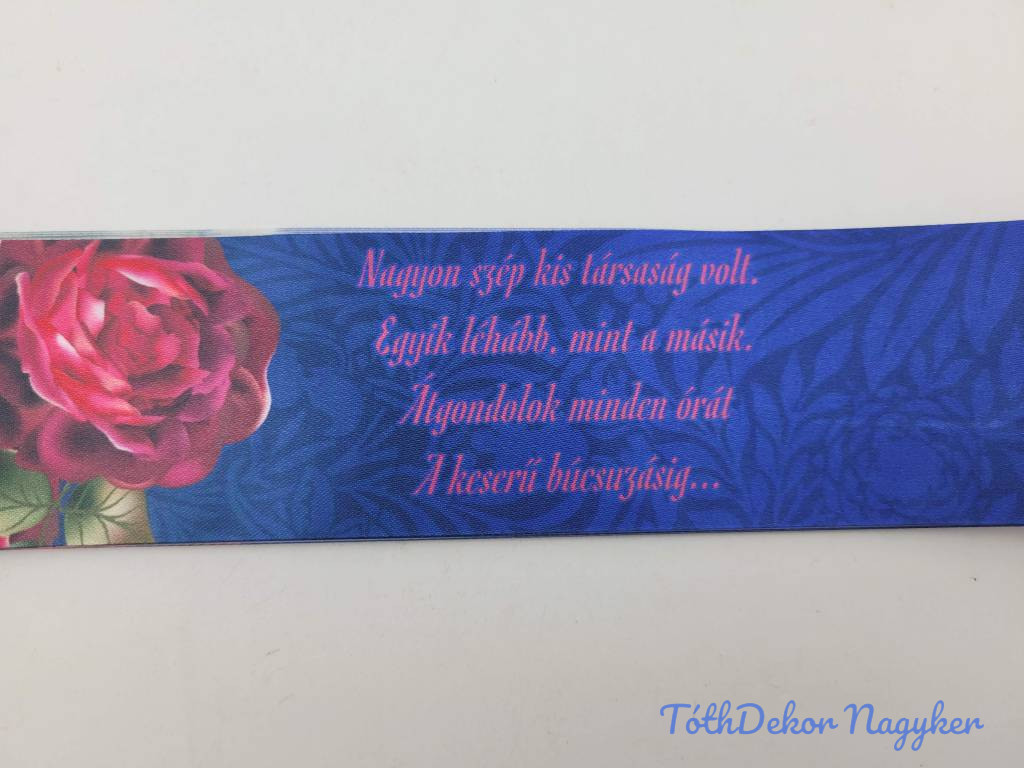 Nagyon szép kis társaság volt.
Egyik léhább, mint a másik.
Átgondolok minden órát
A keserű búcsuzásig...
TóthDekor Nagyker